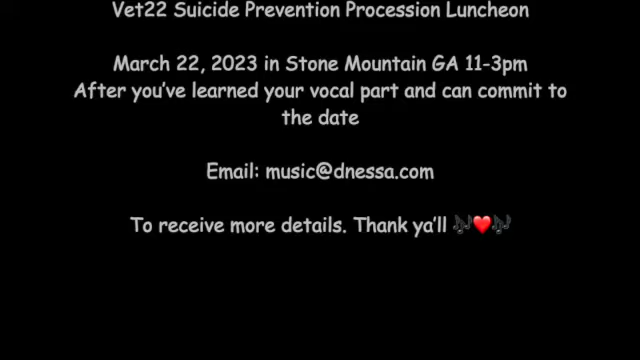 Vet22 Suicide Prevention Procession Luncheon
March 22, 2023 in Stone Mountain GA 11-3pm
After you've learned your vocal part and can commit to
the date
Email: music@dnessa.com
To receive more details. Thank ya'll 🎶❤️🎶